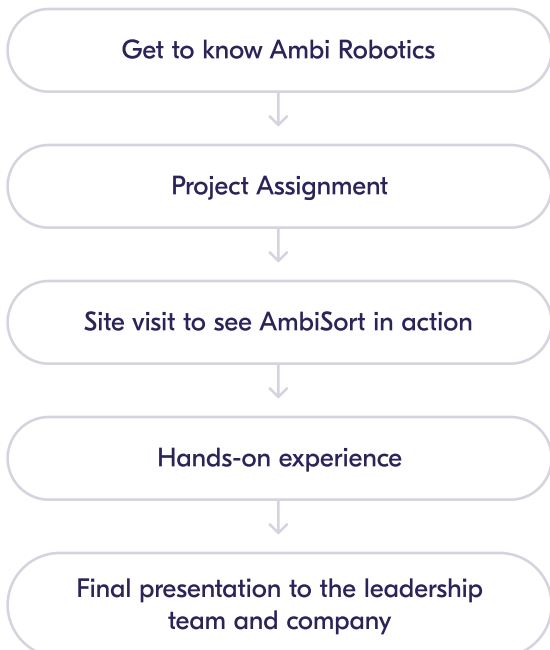 Get to know Ambi Robotics
Project Assignment
Site visit to see AmbiSort in action
Hands-on experience
Final presentation to the leadership
team and company